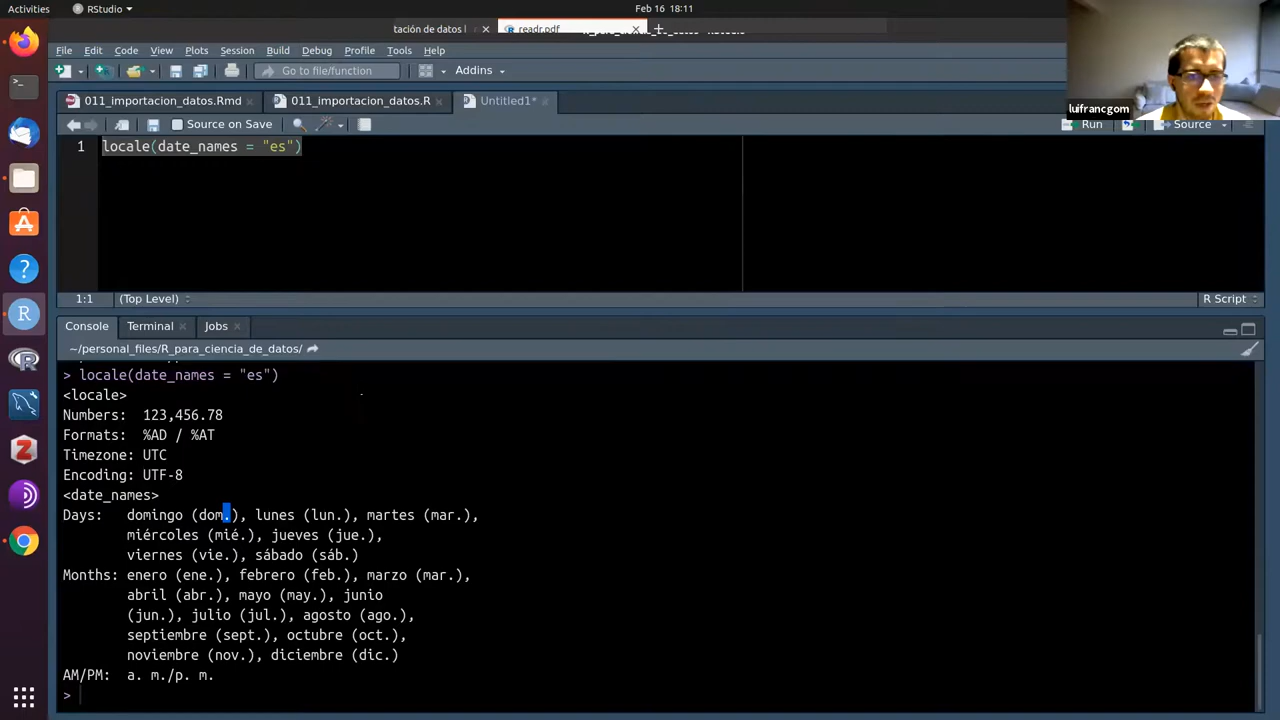 Activities
RStudio
Feb 16 18:11
tación de datos l
readr.pdf
File Edit Code View Plots Session Build Debug Profile Tools Help
Go to file/function
Addins
lufrancgom
011_importacion_datos.Rmd
011_importacion_datos.R
Untitled1*
Source on Save
Run
Source
1 locale(date_names = "es")
1:1 (Top Level)
R Script
Console Terminal Jobs
~/personal_files/R_para_ciencia_de_datos/
> locale(date_names = "es")
<locale>
Numbers: 123,456.78
Formats: %AD / %AT
Timezone: UTC
Encoding: UTF-8
<date_names>
Days: domingo (dom.), lunes (lun.), martes (mar.),
miércoles (mié.), jueves (jue.),
viernes (vie.), sábado (sáb.)
Months: enero (ene.), febrero (feb.), marzo (mar.),
abril (abr.), mayo (may.), junio
(jun.), julio (jul.), agosto (ago.),
septiembre (sept.), octubre (oct.),
noviembre (nov.), diciembre (dic.)
AM/PM: a. m./p. m.
>